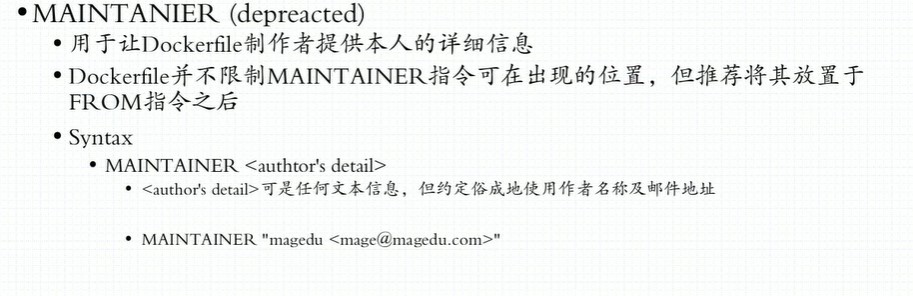 •MAINTANIER (depreacted)
• 用于让Dockerfile制作者提供本人的详细信息
• Dockerfile并不限制MAINTAINER指令可在出现的位置，但推荐将其放置于
FROM指令之后
• Syntax
• MAINTAINER <authtor's detail>
• <author's detail>可是任何文本信息，但约定俗成地使用作者名称及邮件地址
• MAINTAINER "magedu <mage@magedu.com>"